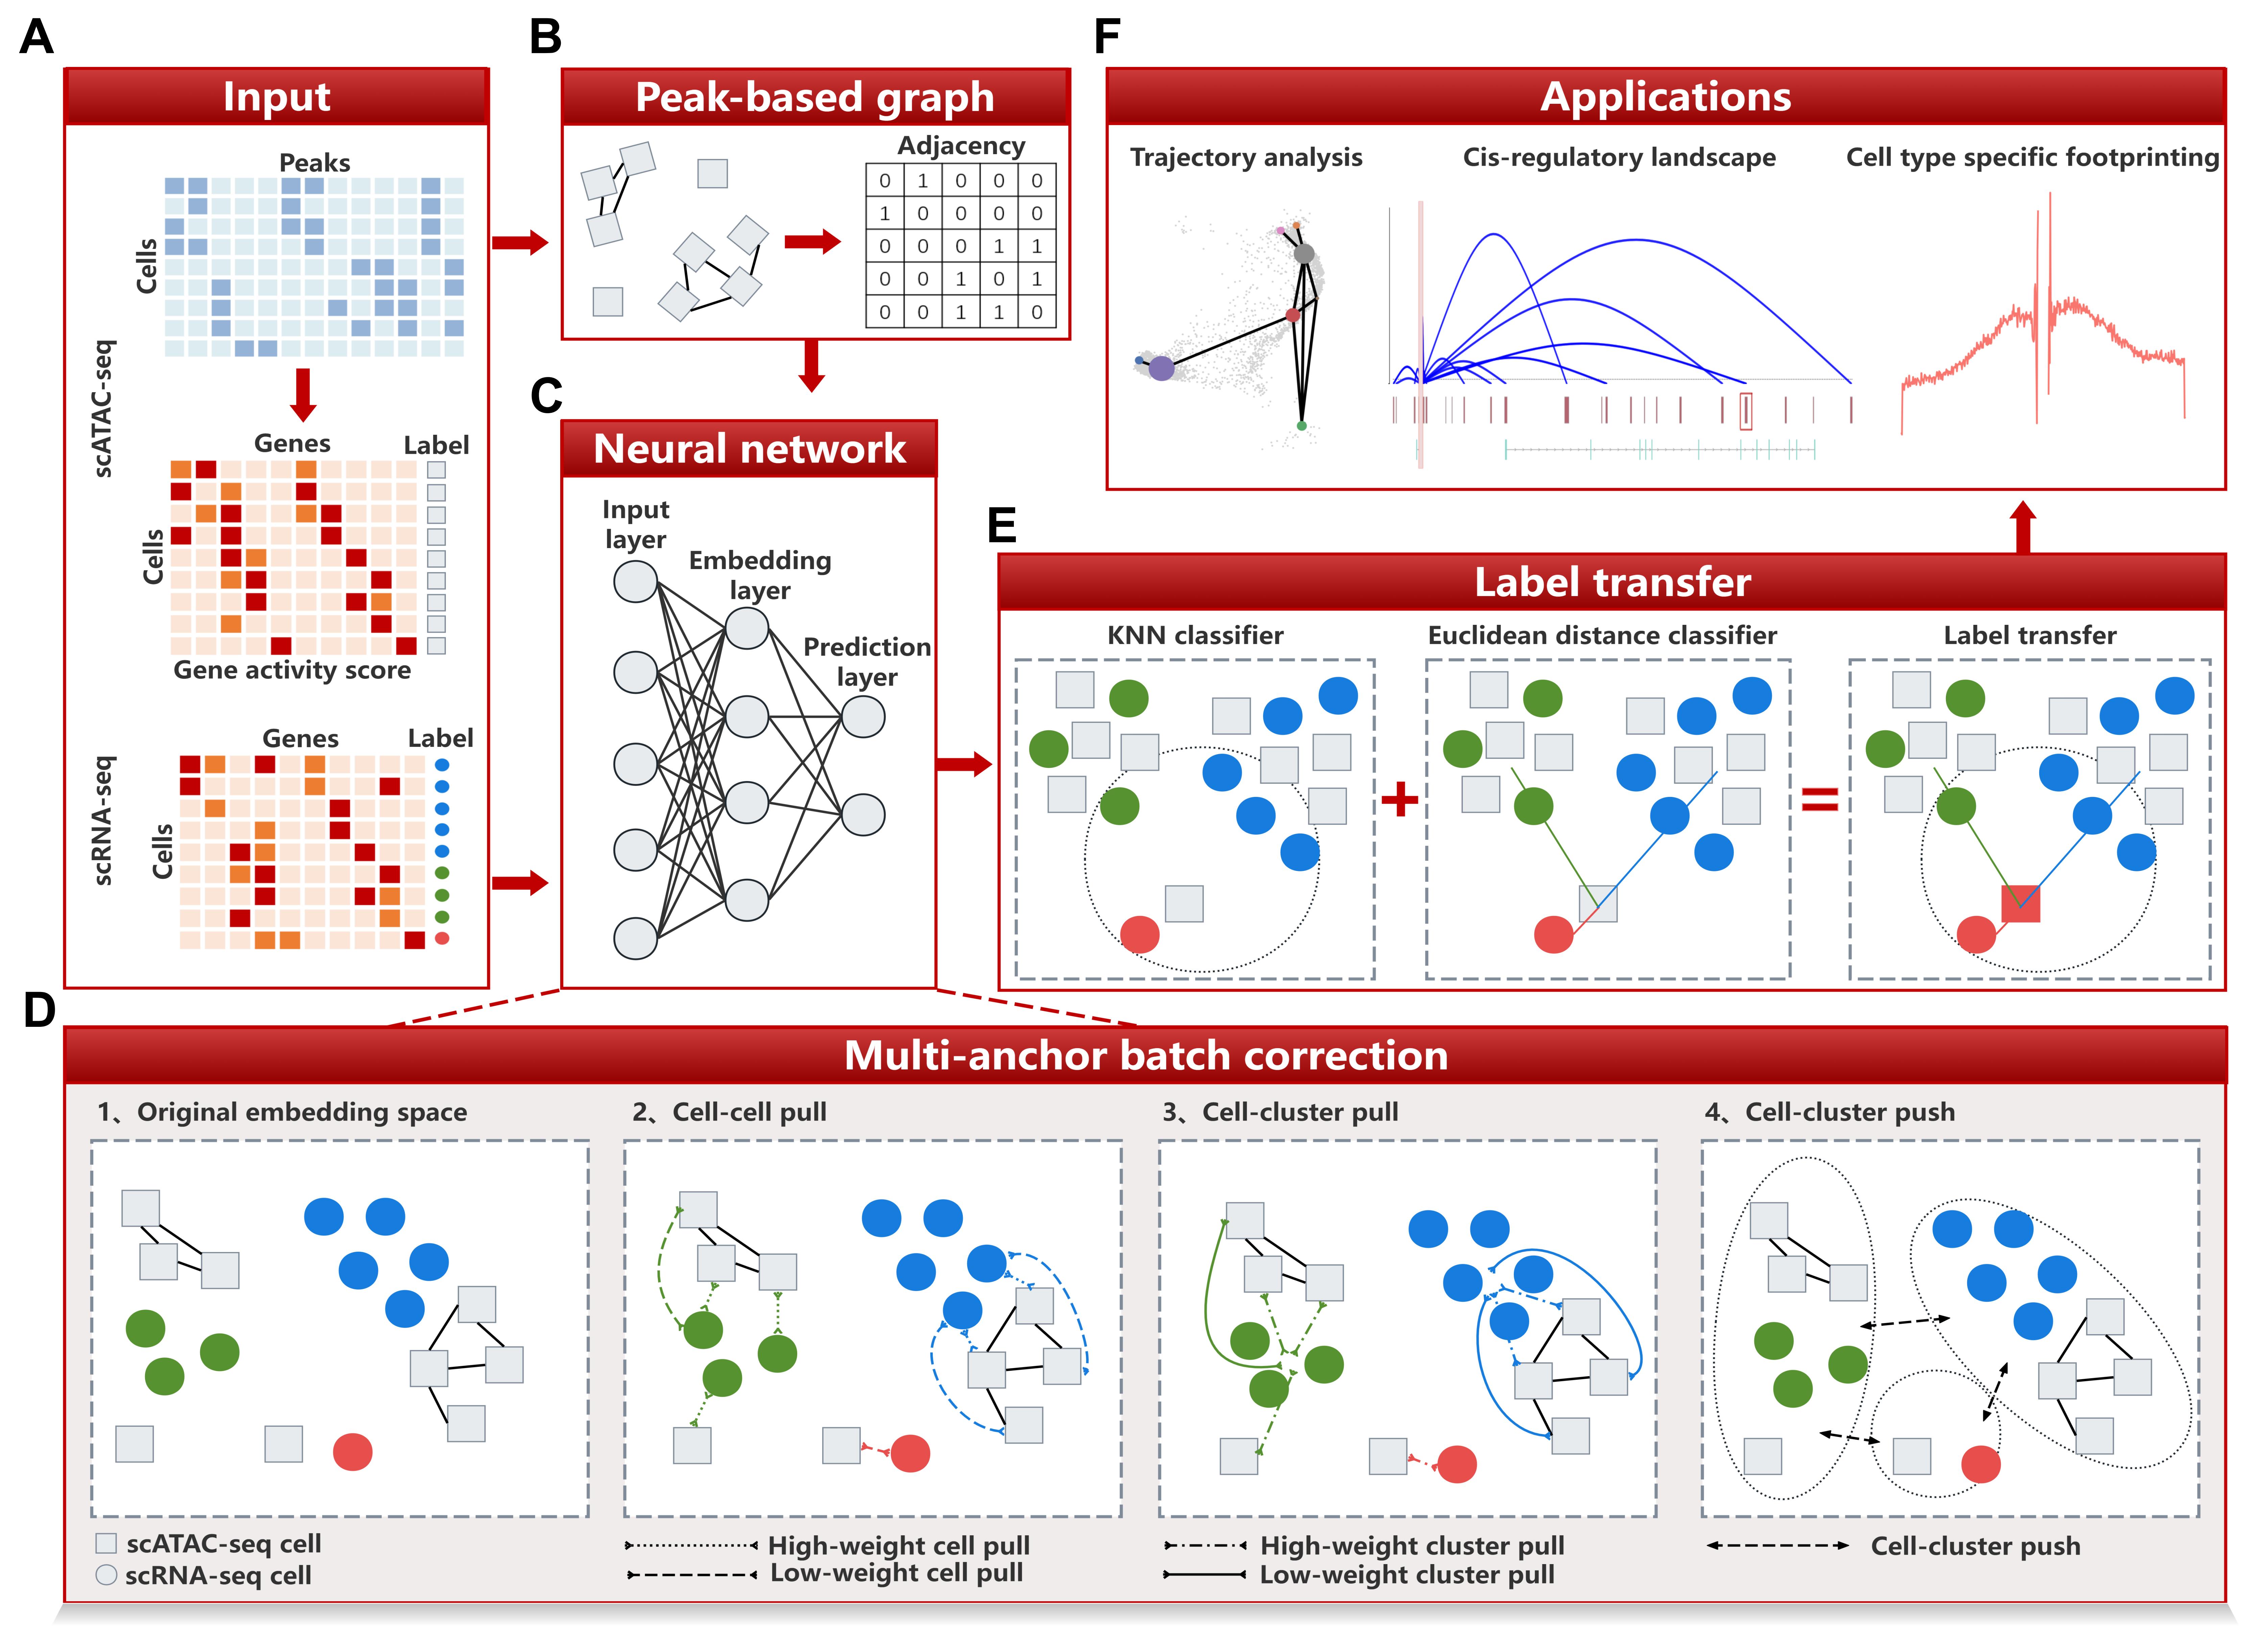 A
Input
Peaks
Cells
scATAC-seq
Genes
Label
Cells
Gene activity score
Genes
Label
Cells
scRNA-seq
B
Peak-based graph
Adjacency
0 1 0 0 0
1 0 0 0 0
0 0 0 1 1
0 0 1 0 1
0 0 1 1 0
C
Neural network
Input
layer
Embedding
layer
Prediction
layer
F
Applications
Trajectory analysis
Cis-regulatory landscape
Cell type specific footprinting
E
Label transfer
KNN classifier
Euclidean distance classifier
Label transfer
+
=
D
Multi-anchor batch correction
1、Original embedding space
2、Cell-cell pull
3、Cell-cluster pull
4、Cell-cluster push
scATAC-seq cell
scRNA-seq cell
High-weight cell pull
Low-weight cell pull
High-weight cluster pull
Low-weight cluster pull
Cell-cluster push